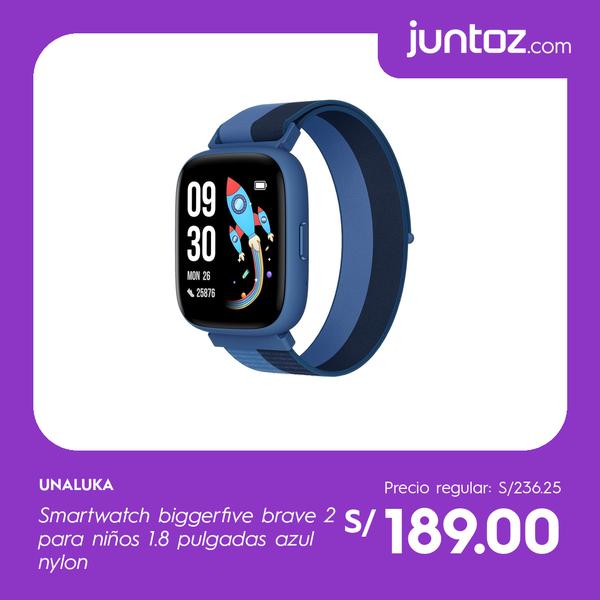 juntoz.com
09
30
MON 26
25876
UNALUKA
Smartwatch biggerfive brave 2
para niños 1.8 pulgadas azul
nylon
Precio regular: S/236.25
S/ 189.00